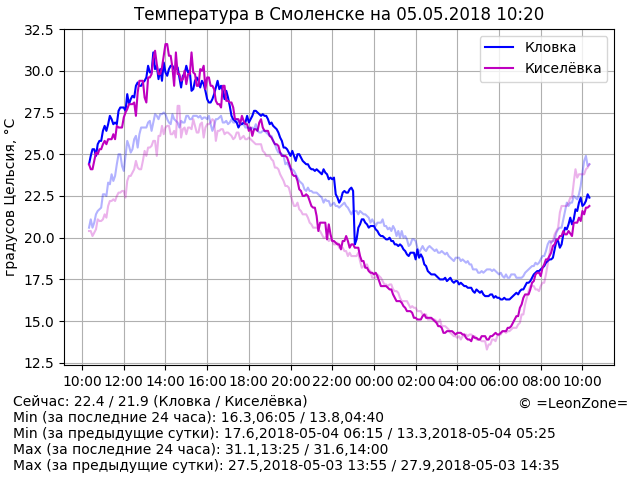 Температура в Смоленске на 05.05.2018 10:20
градусов Цельсия, °C
32.5
30.0
27.5
25.0
22.5
20.0
17.5
15.0
12.5
Кловка
Киселёвка
10:00 12:00 14:00 16:00 18:00 20:00 22:00 00:00 02:00 04:00 06:00 08:00 10:00
Сейчас: 22.4 / 21.9 (Кловка / Киселёвка)
© =LeonZone=
Min (за последние 24 часа): 16.3,06:05 / 13.8,04:40
Min (за предыдущие сутки): 17.6,2018-05-04 06:15 / 13.3,2018-05-04 05:25
Max (за последние 24 часа): 31.1,13:25 / 31.6,14:00
Max (за предыдущие сутки): 27.5,2018-05-03 13:55 / 27.9,2018-05-03 14:35